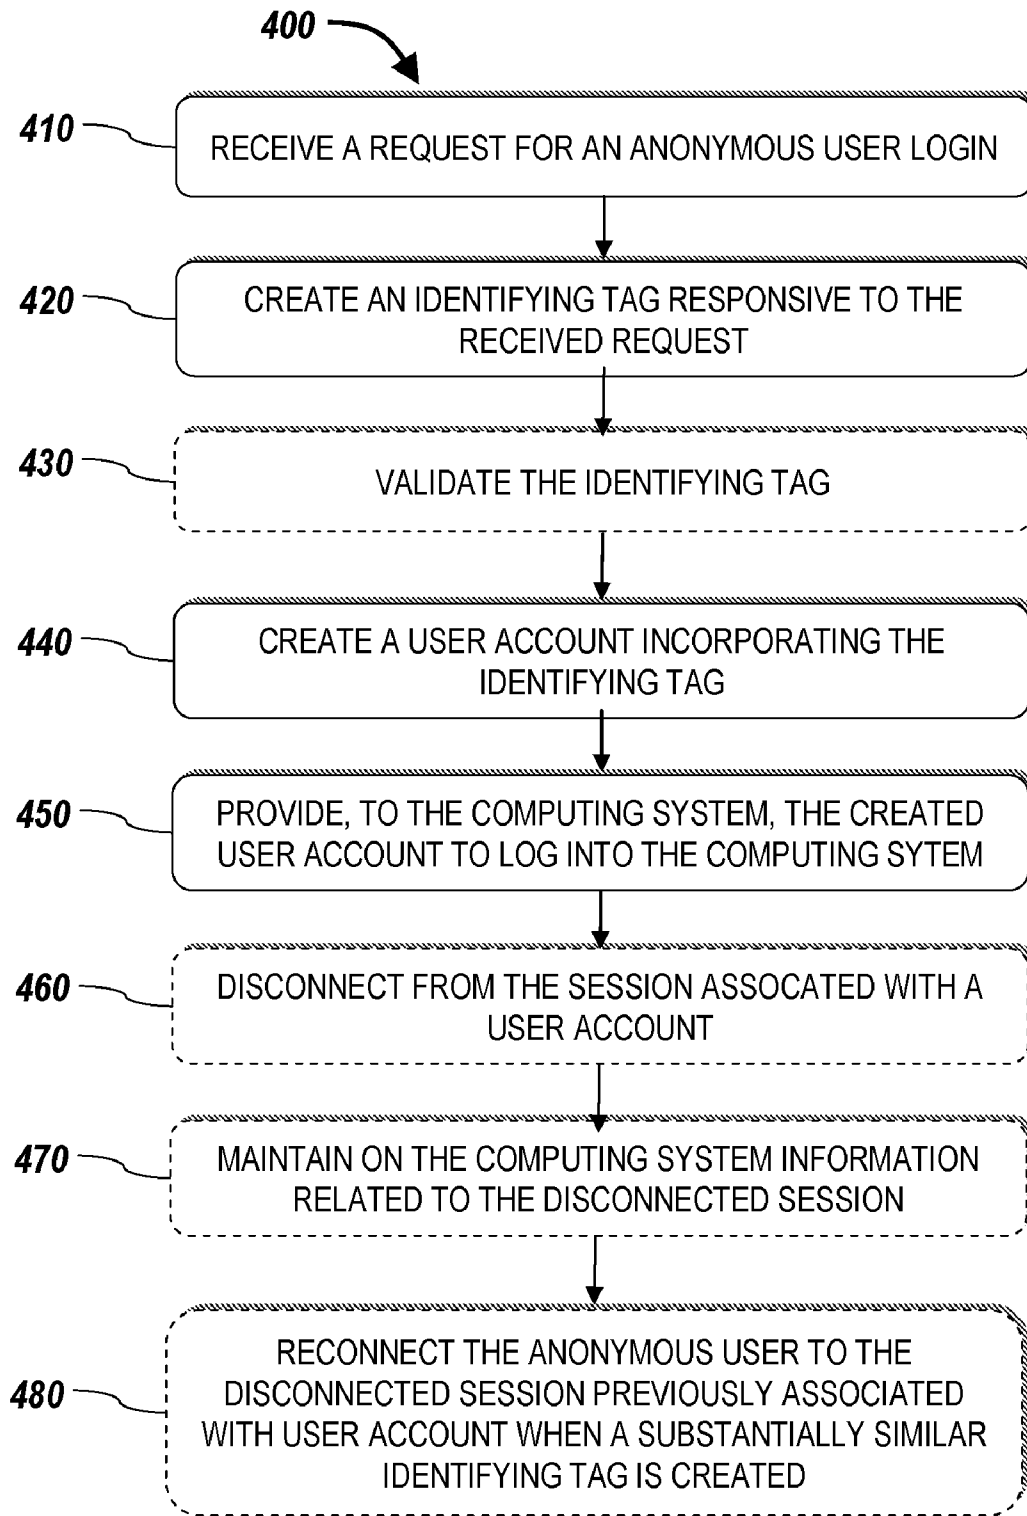 400
410
RECEIVE A REQUEST FOR AN ANONYMOUS USER LOGIN
420
CREATE AN IDENTIFYING TAG RESPONSIVE TO THE
RECEIVED REQUEST
430
VALIDATE THE IDENTIFYING TAG
440
CREATE A USER ACCOUNT INCORPORATING THE
IDENTIFYING TAG
450
PROVIDE, TO THE COMPUTING SYSTEM, THE CREATED
USER ACCOUNT TO LOG INTO THE COMPUTING SYTEM
460
DISCONNECT FROM THE SESSION ASSOCATED WITH A
USER ACCOUNT
470
MAINTAIN ON THE COMPUTING SYSTEM INFORMATION
RELATED TO THE DISCONNECTED SESSION
480
RECONNECT THE ANONYMOUS USER TO THE
DISCONNECTED SESSION PREVIOUSLY ASSOCIATED
WITH USER ACCOUNT WHEN A SUBSTANTIALLY SIMILAR
IDENTIFYING TAG IS CREATED